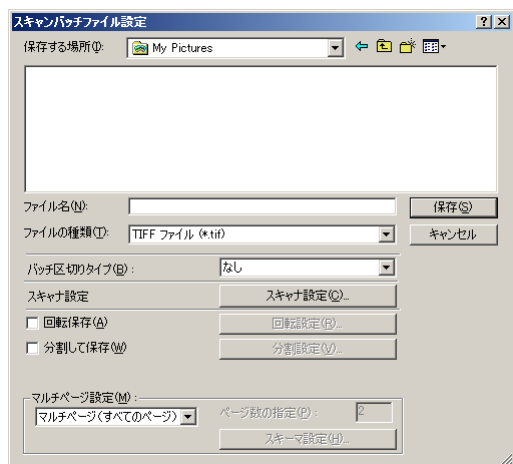 スキャンバッチファイル設定
保存する場所(I):
My Pictures
ファイル名(N):
保存(S)
ファイルの種類(T):
TIFF ファイル (*.tif)
キャンセル
バッチ区切りタイプ(B) :
なし
スキャナ設定
スキャナ設定(C)...
回転保存(A)
回転設定(R)...
分割して保存(W)
分割設定(V)...
マルチページ設定(M) :
マルチページ(すべてのページ)
ページ数の指定(P) :
2
スキーマ設定(H)...